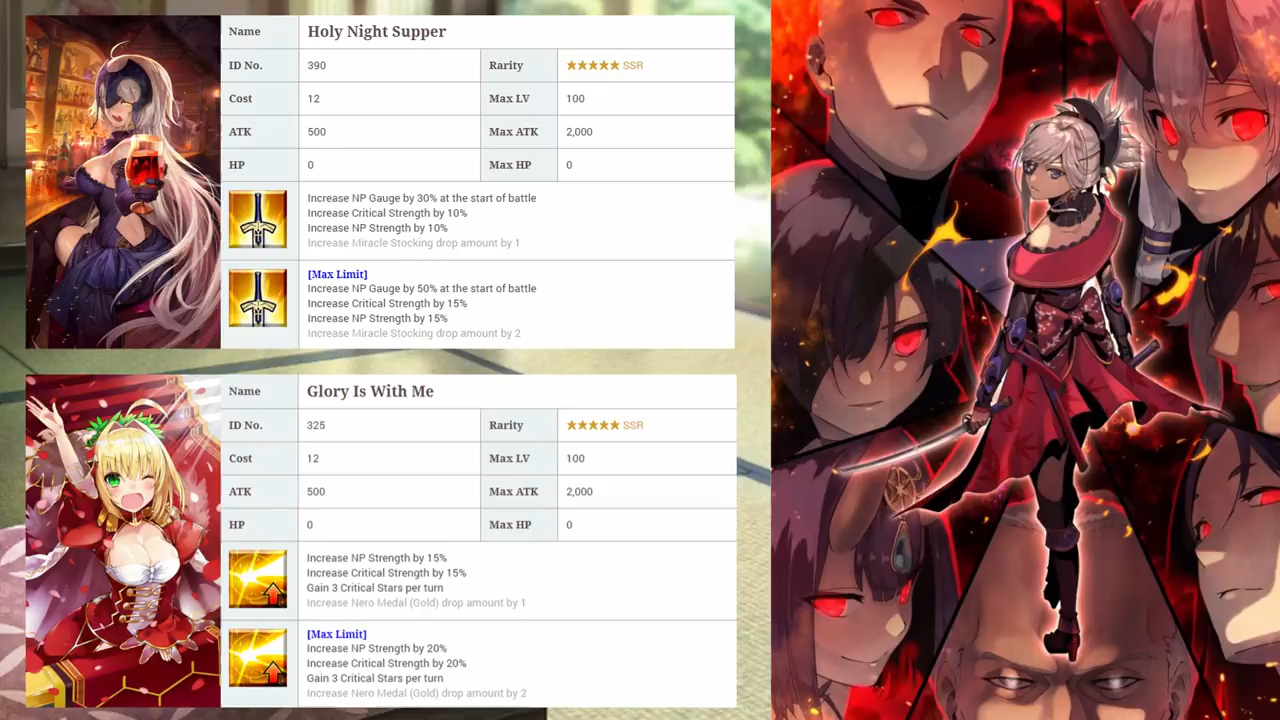 Name Holy Night Supper
ID No. 390 Rarity ★★★★★ SSR
Cost 12 Max LV 100
ATK 500 Max ATK 2,000
HP 0 Max HP 0
Increase NP Gauge by 30% at the start of battle
Increase Critical Strength by 10%
Increase NP Strength by 10%
Increase Miracle Stocking drop amount by 1
[Max Limit]
Increase NP Gauge by 50% at the start of battle
Increase Critical Strength by 15%
Increase NP Strength by 15%
Increase Miracle Stocking drop amount by 2
Name Glory Is With Me
ID No. 325 Rarity ★★★★★ SSR
Cost 12 Max LV 100
ATK 500 Max ATK 2,000
HP 0 Max HP 0
Increase NP Strength by 15%
Increase Critical Strength by 15%
Gain 3 Critical Stars per turn
Increase Nero Medal (Gold) drop amount by 1
[Max Limit]
Increase NP Strength by 20%
Increase Critical Strength by 20%
Gain 3 Critical Stars per turn
Increase Nero Medal (Gold) drop amount by 2